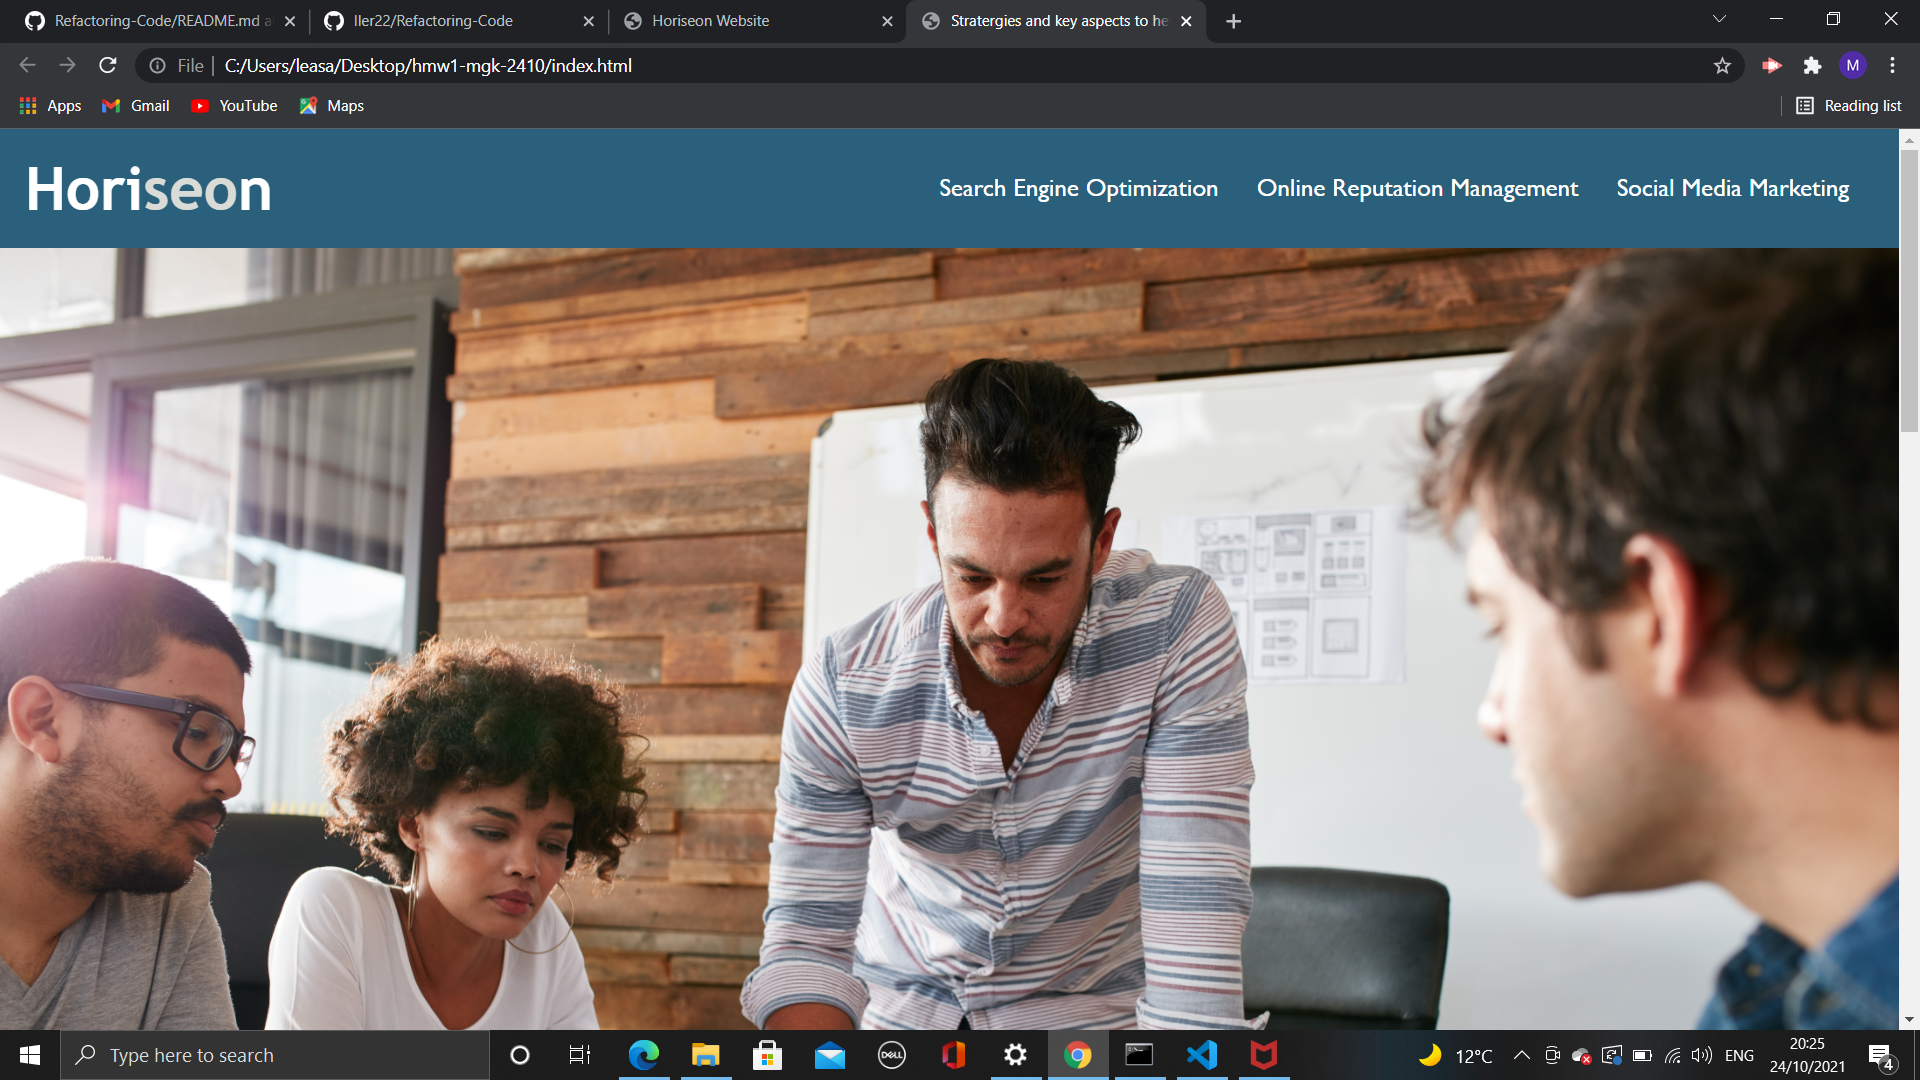 Refactoring-Code/README.md a
ller22/Refactoring-Code
Horiseon Website
Stratergies and key aspects to he
File
C:/Users/leasa/Desktop/hmw1-mgk-2410/index.html
M
Apps
Gmail
YouTube
Maps
Reading list
Horiseon
Search Engine Optimization
Online Reputation Management
Social Media Marketing
Type here to search
DELL
12°C
ENG
20:25
24/10/2021
4